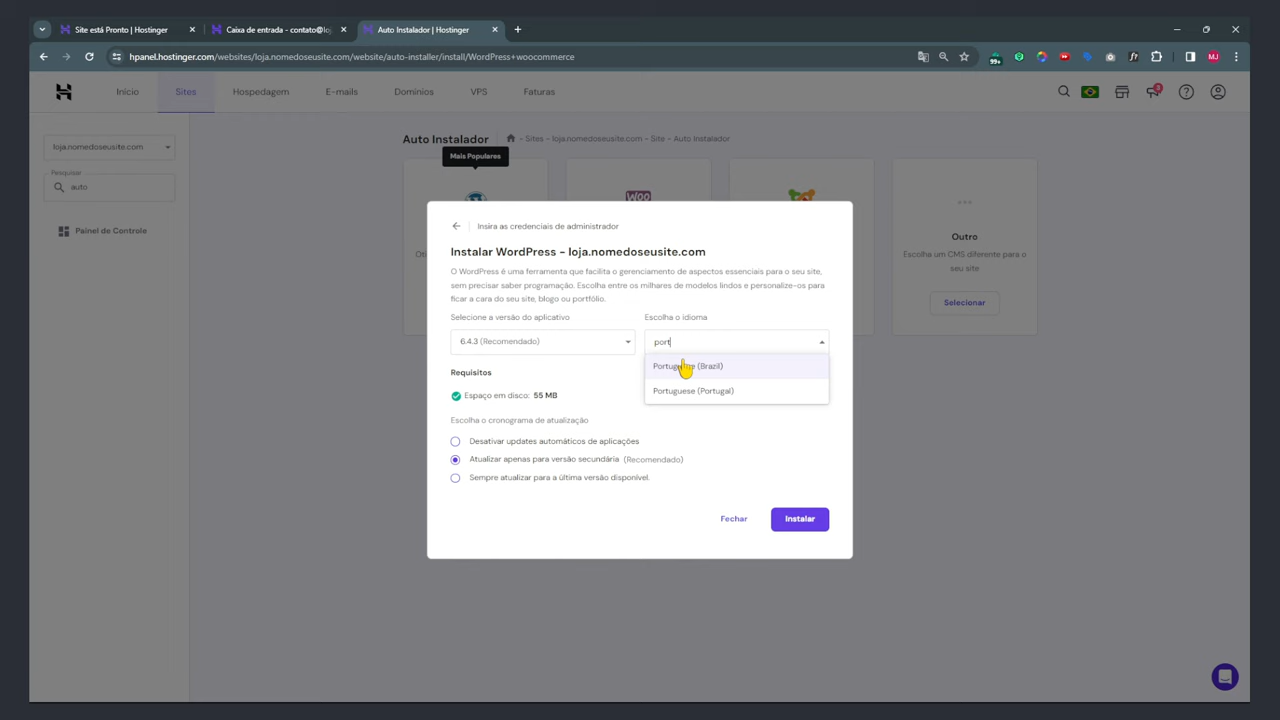 Site está Pronto | Hostinger
Caixa de entrada - contato@loj
Auto Instalador | Hostinger
hpanel.hostinger.com/websites/loja.nomedoseusite.com/website/auto-installer/install/WordPress+woocommerce
99+
MJ
Início
Sites
Hospedagem
E-mails
VPS
Domínios
Faturas
loja.nomedoseusite.com
Pesquisar
auto
Painel de Controle
Auto Instalador
- Sites - loja.nomedoseusite.com - Site - Auto Instalador
Mais Populares
Woo
Outro
Escolha um CMS diferente para o
seu site
Selecionar
Insira as credenciais de administrador
Instalar WordPress - loja.nomedoseusite.com
O WordPress é uma ferramenta que facilita o gerenciamento de aspectos essenciais para o seu site,
sem precisar saber programação. Escolha entre os milhares de modelos lindos e personalize-os para
ficar a cara do seu site, blogo ou portfólio.
Selecione a versão do aplicativo
Escolha o idioma
6.4.3 (Recomendado)
port
Portuguese (Brazil)
Portuguese (Portugal)
Requisitos
Espaço em disco: 55 MB
Escolha o cronograma de atualização
Desativar updates automáticos de aplicações
Atualizar apenas para versão secundária (Recomendado)
Sempre atualizar para a última versão disponível.
Fechar
Instalar